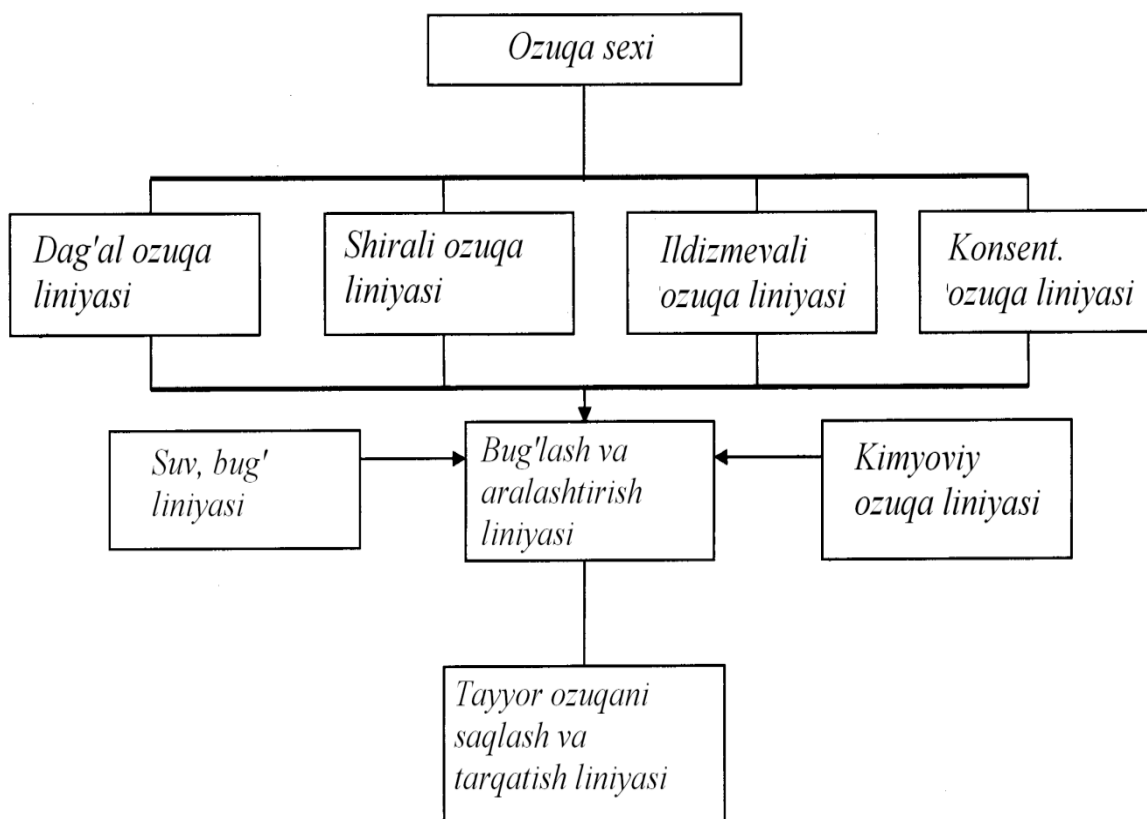 Ozuqa sexi
Dag'al ozuqa
liniyasi
Shirali ozuqa
liniyasi
Ildizmevali
ozuqa liniyasi
Konsent.
ozuqa liniyasi
Suv, bug'
liniyasi
Bug'lash va
aralashtirish
liniyasi
Kimyoviy
ozuqa liniyasi
Tayyor ozuqani
saqlash va
tarqatish liniyasi